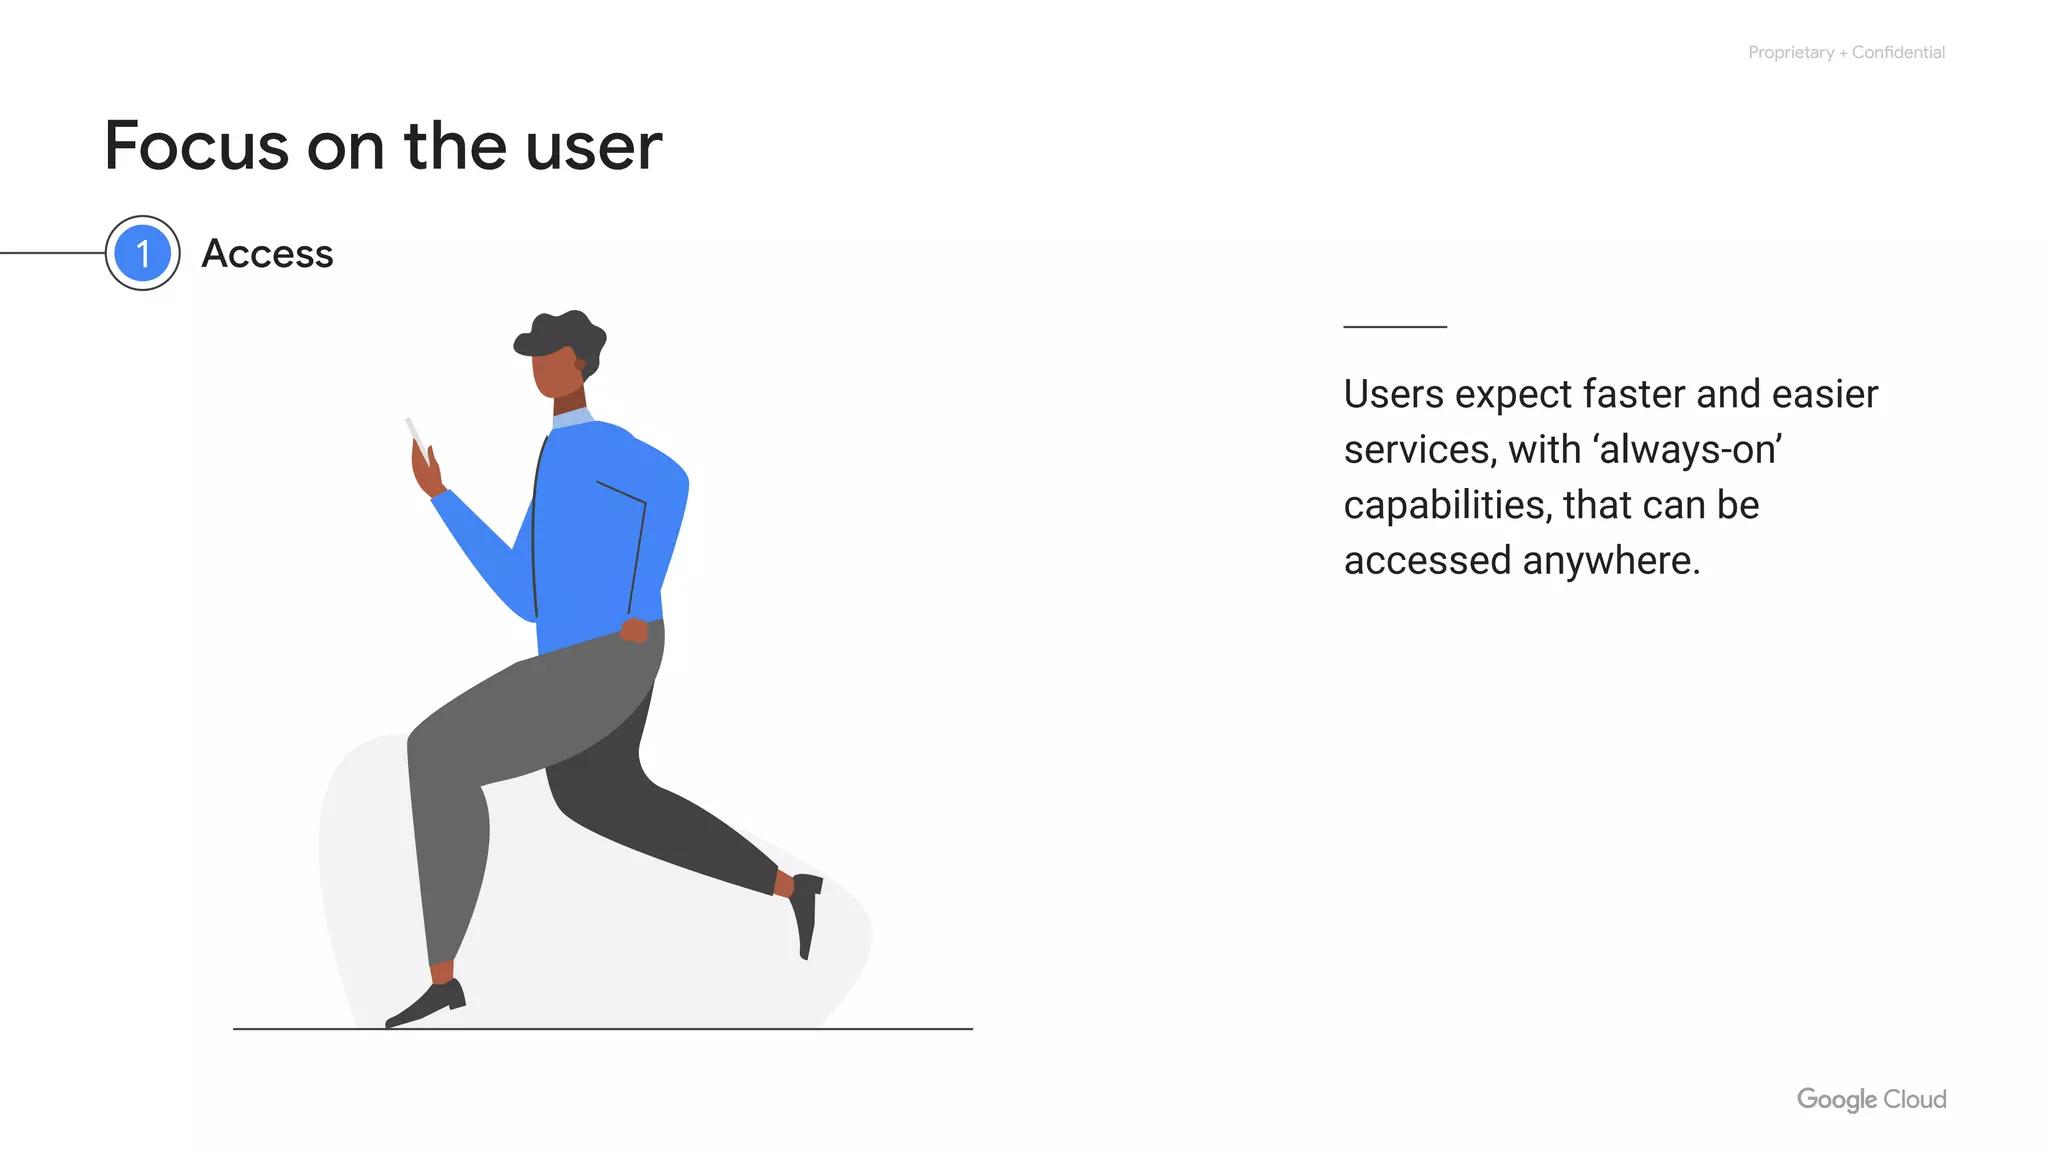 Proprietary + Confidential
Focus on the user
1 Access
Users expect faster and easier
services, with ‘always-on’
capabilities, that can be
accessed anywhere.
Google Cloud